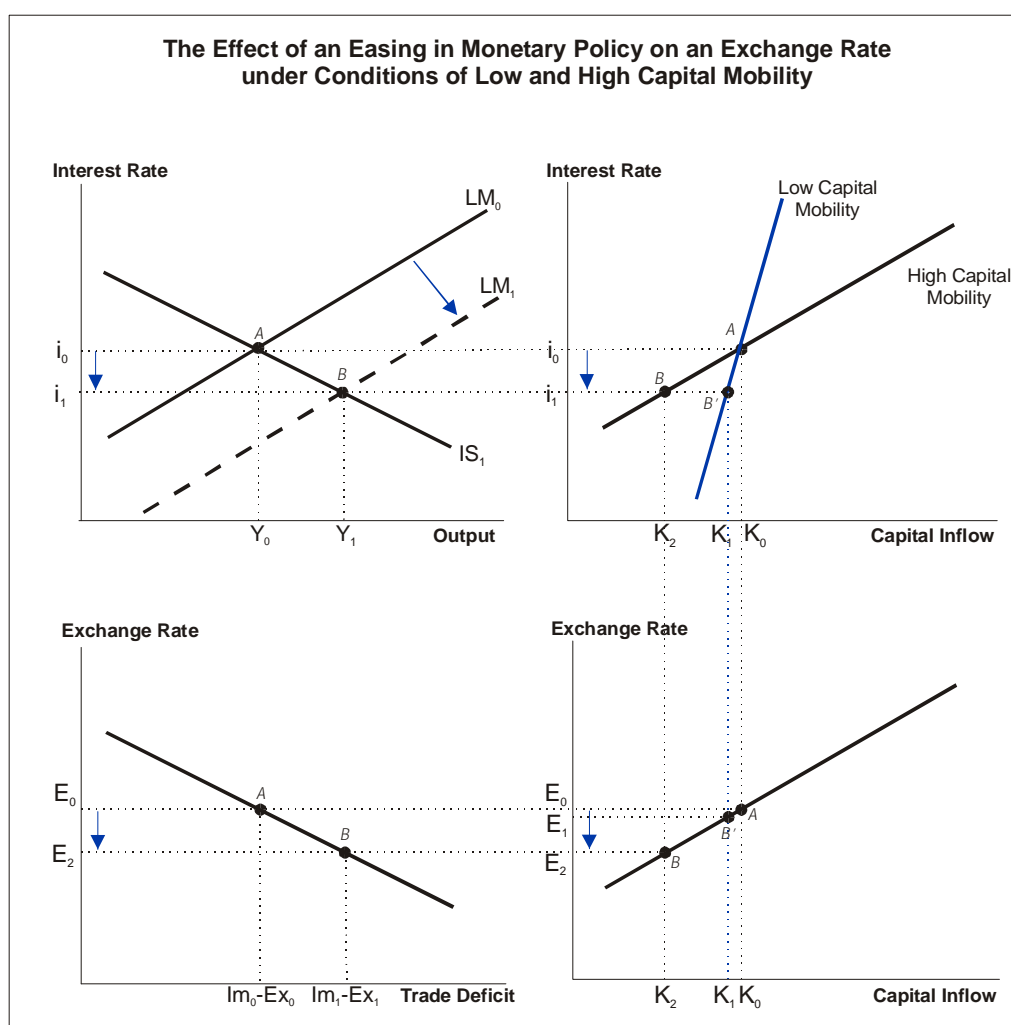 The Effect of an Easing in Monetary Policy on an Exchange Rate
under Conditions of Low and High Capital Mobility
Interest Rate
LM₀
LM₁
A
i₀
B
i₁
IS₁
Y₀ Y₁ Output
Interest Rate
Low Capital
Mobility
High Capital
Mobility
A
i₀
B
i₁
B'
K₂ K₁ K₀ Capital Inflow
Exchange Rate
E₀
A
B
E₂
Im₀-Ex₀ Im₁-Ex₁ Trade Deficit
Exchange Rate
E₀
A
E₁
B'
E₂
B
K₂ K₁ K₀ Capital Inflow